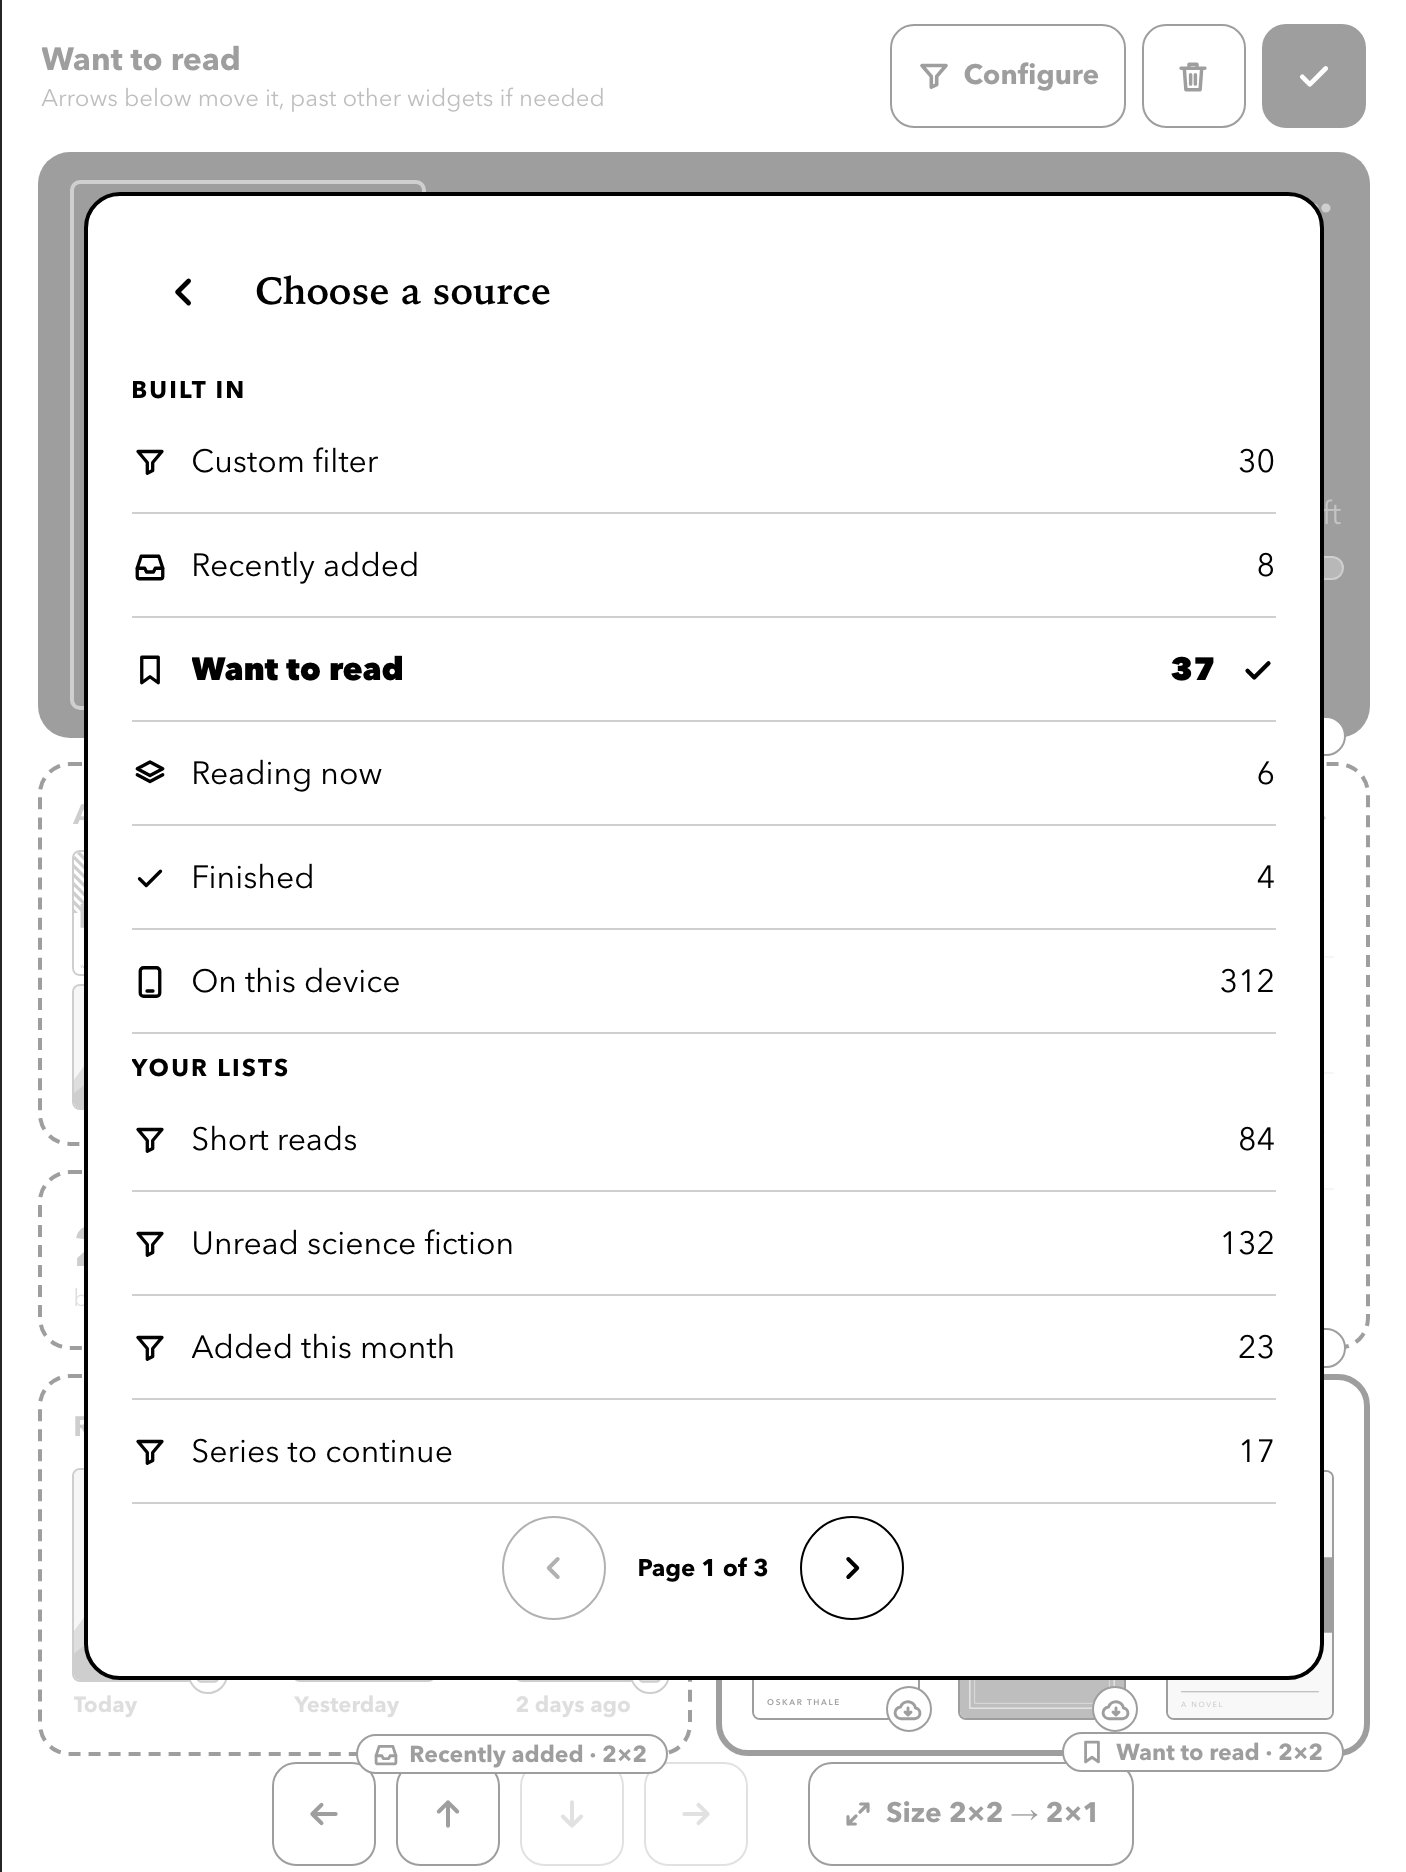 Want to read
Arrows below move it, past other widgets if needed
Configure
Choose a source
BUILT IN
Custom filter 30
Recently added 8
Want to read 37
Reading now 6
Finished 4
On this device 312
YOUR LISTS
Short reads 84
Unread science fiction 132
Added this month 23
Series to continue 17
Page 1 of 3
Today Yesterday 2 days ago
OSKAR THALE
A NOVEL
Recently added · 2×2
Want to read · 2×2
Size 2×2 → 2×1